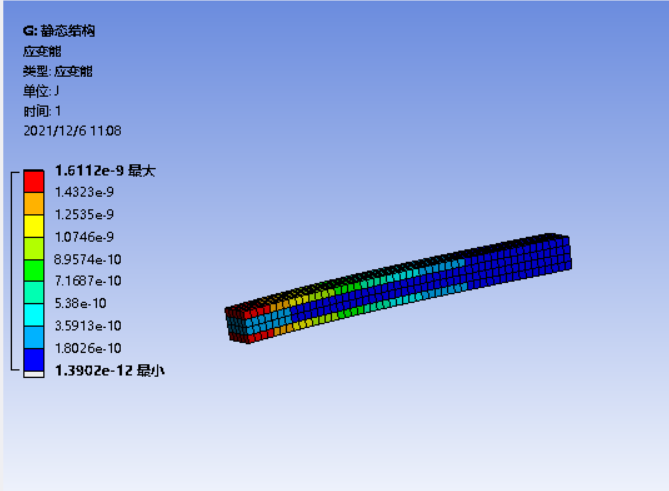 G: 静态结构
应变能
类型: 应变能
单位: J
时间: 1
2021/12/6 11:08
1.6112e-9 最大
1.4323e-9
1.2535e-9
1.0746e-9
8.9574e-10
7.1687e-10
5.38e-10
3.5913e-10
1.8026e-10
1.3902e-12 最小